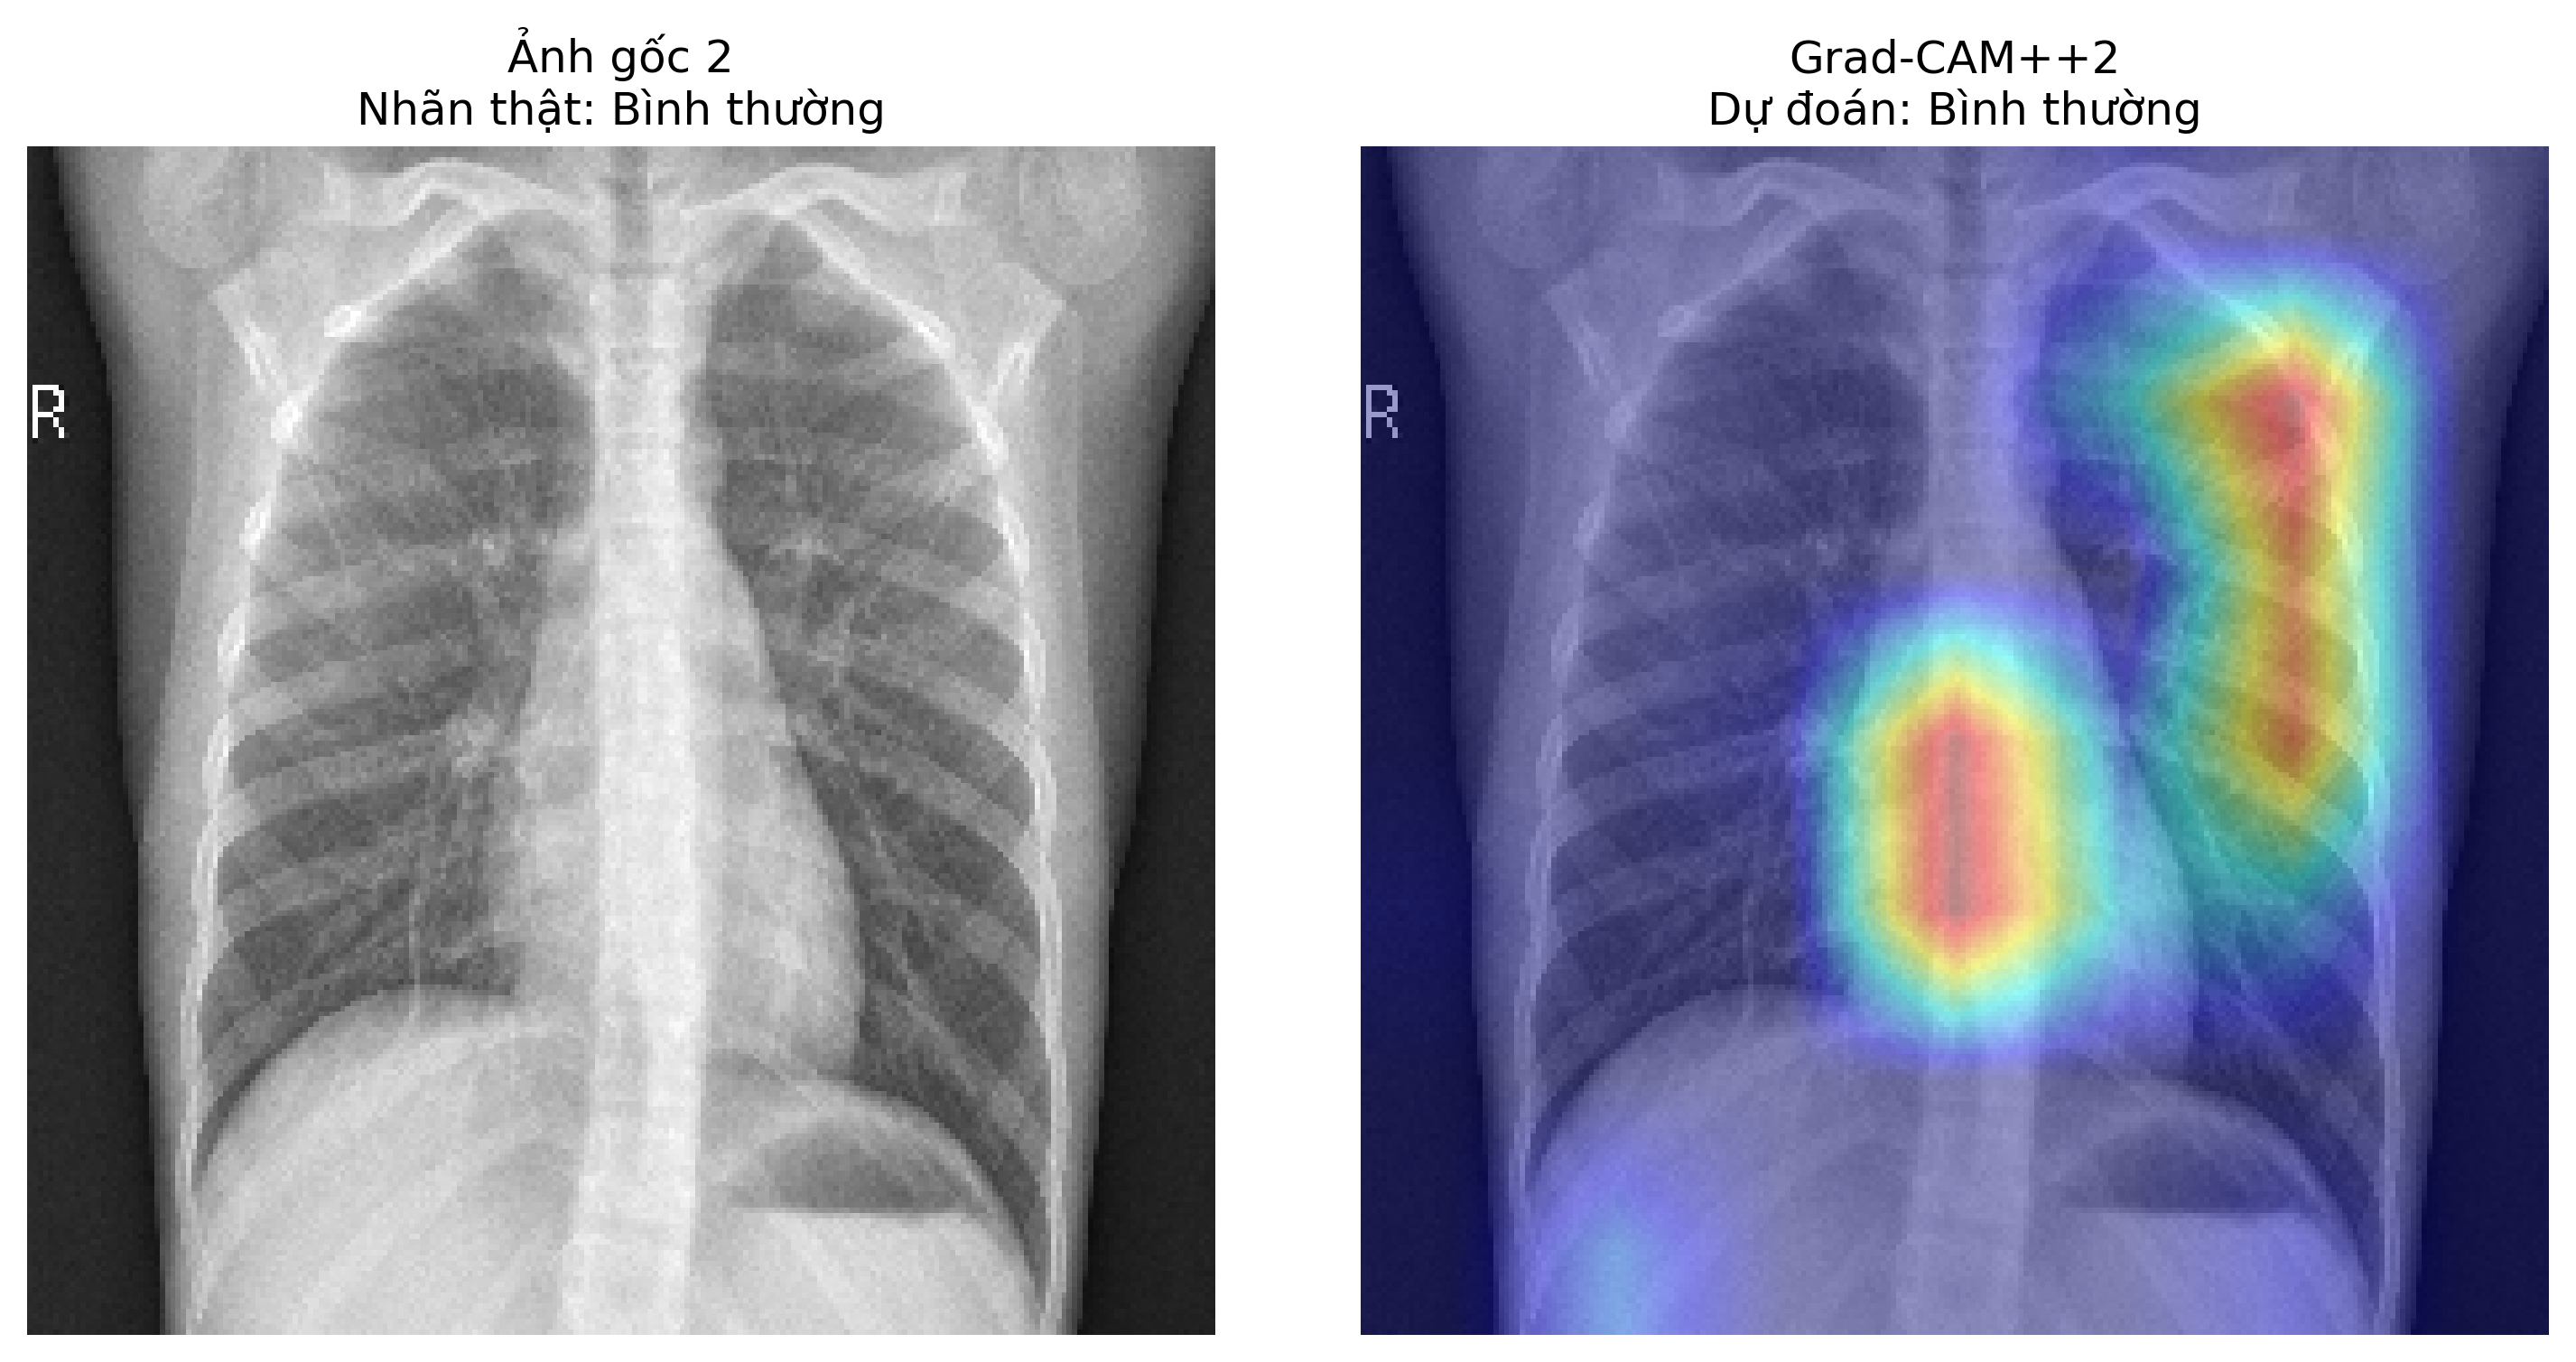 Ảnh gốc 2
Nhãn thật: Bình thường
Grad-CAM++2
Dự đoán: Bình thường
R
R